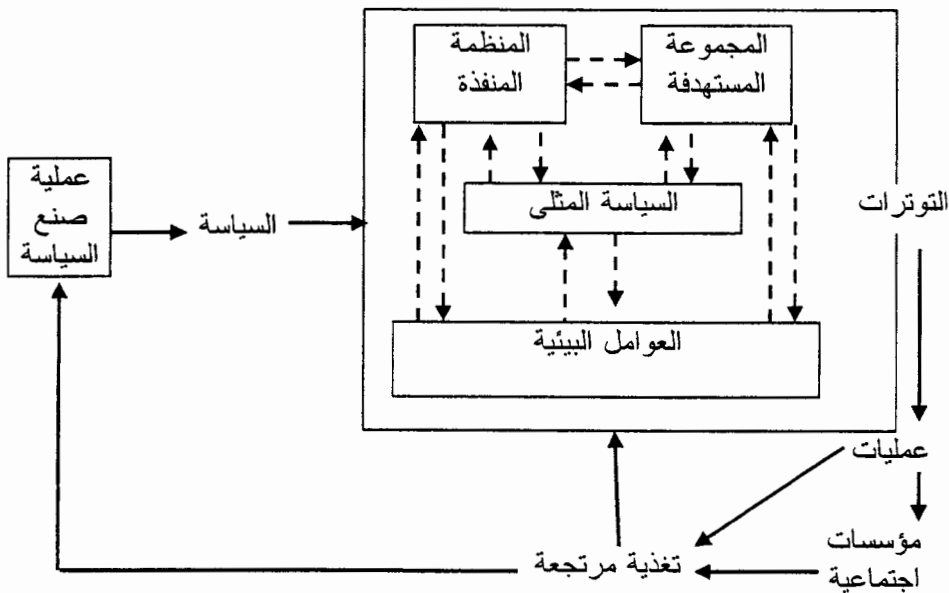 المجموعة
المستهدفة
المنظمة
المنفذة
عملية
صنع
السياسة
السياسة
السياسة المثلى
التوترات
العوامل البيئية
عمليات
مؤسسات
اجتماعية
تغذية مرتجعة